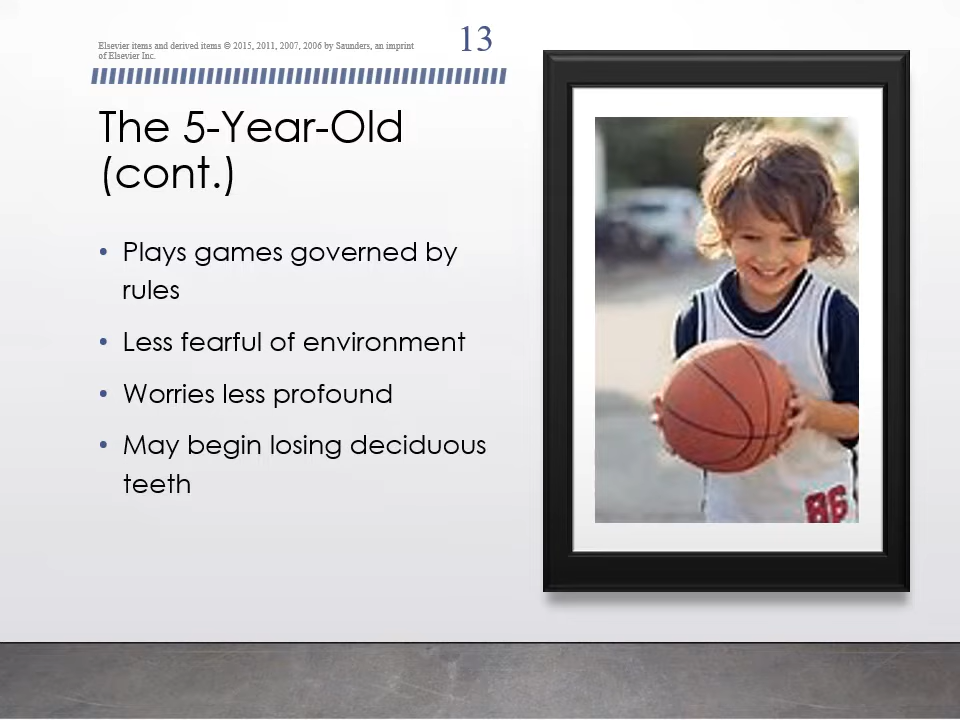 Elsevier items and derived items © 2015, 2011, 2007, 2006 by Saunders, an imprint
of Elsevier Inc.
13
The 5-Year-Old
(cont.)
• Plays games governed by
rules
• Less fearful of environment
• Worries less profound
• May begin losing deciduous
teeth
86